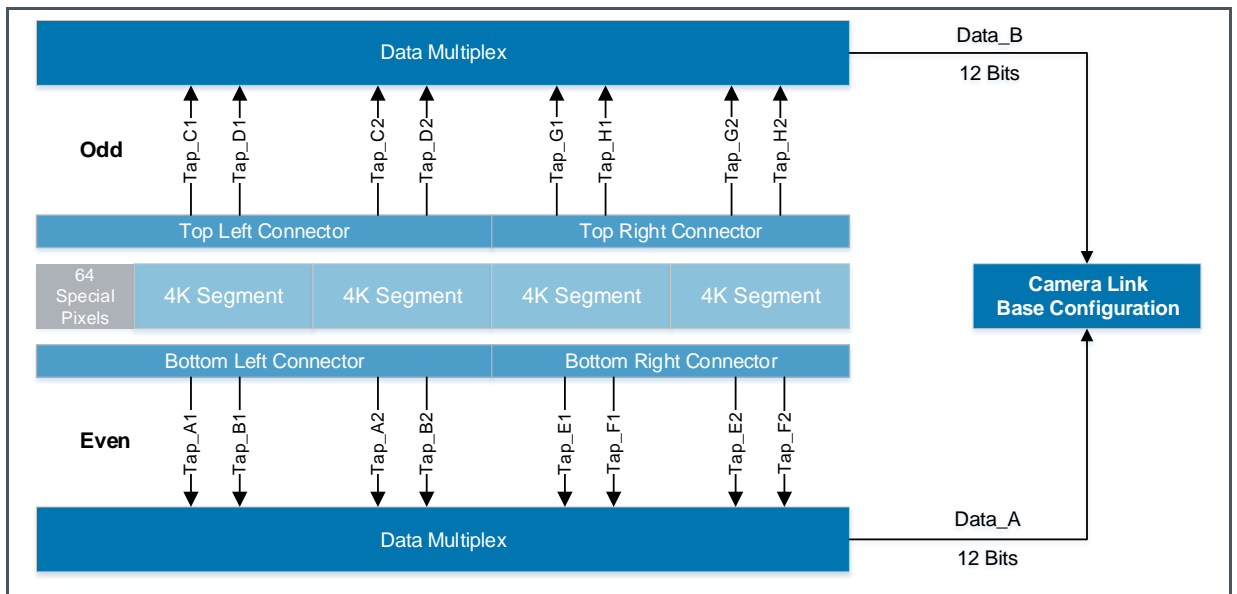 Data Multiplex
Data_B
12 Bits
Odd
Tap_C1
Tap_D1
Tap_C2
Tap_D2
Tap_G1
Tap_H1
Tap_G2
Tap_H2
Top Left Connector
Top Right Connector
64
Special
Pixels
4K Segment
4K Segment
4K Segment
4K Segment
Camera Link
Base Configuration
Bottom Left Connector
Bottom Right Connector
Even
Tap_A1
Tap_B1
Tap_A2
Tap_B2
Tap_E1
Tap_F1
Tap_E2
Tap_F2
Data Multiplex
Data_A
12 Bits